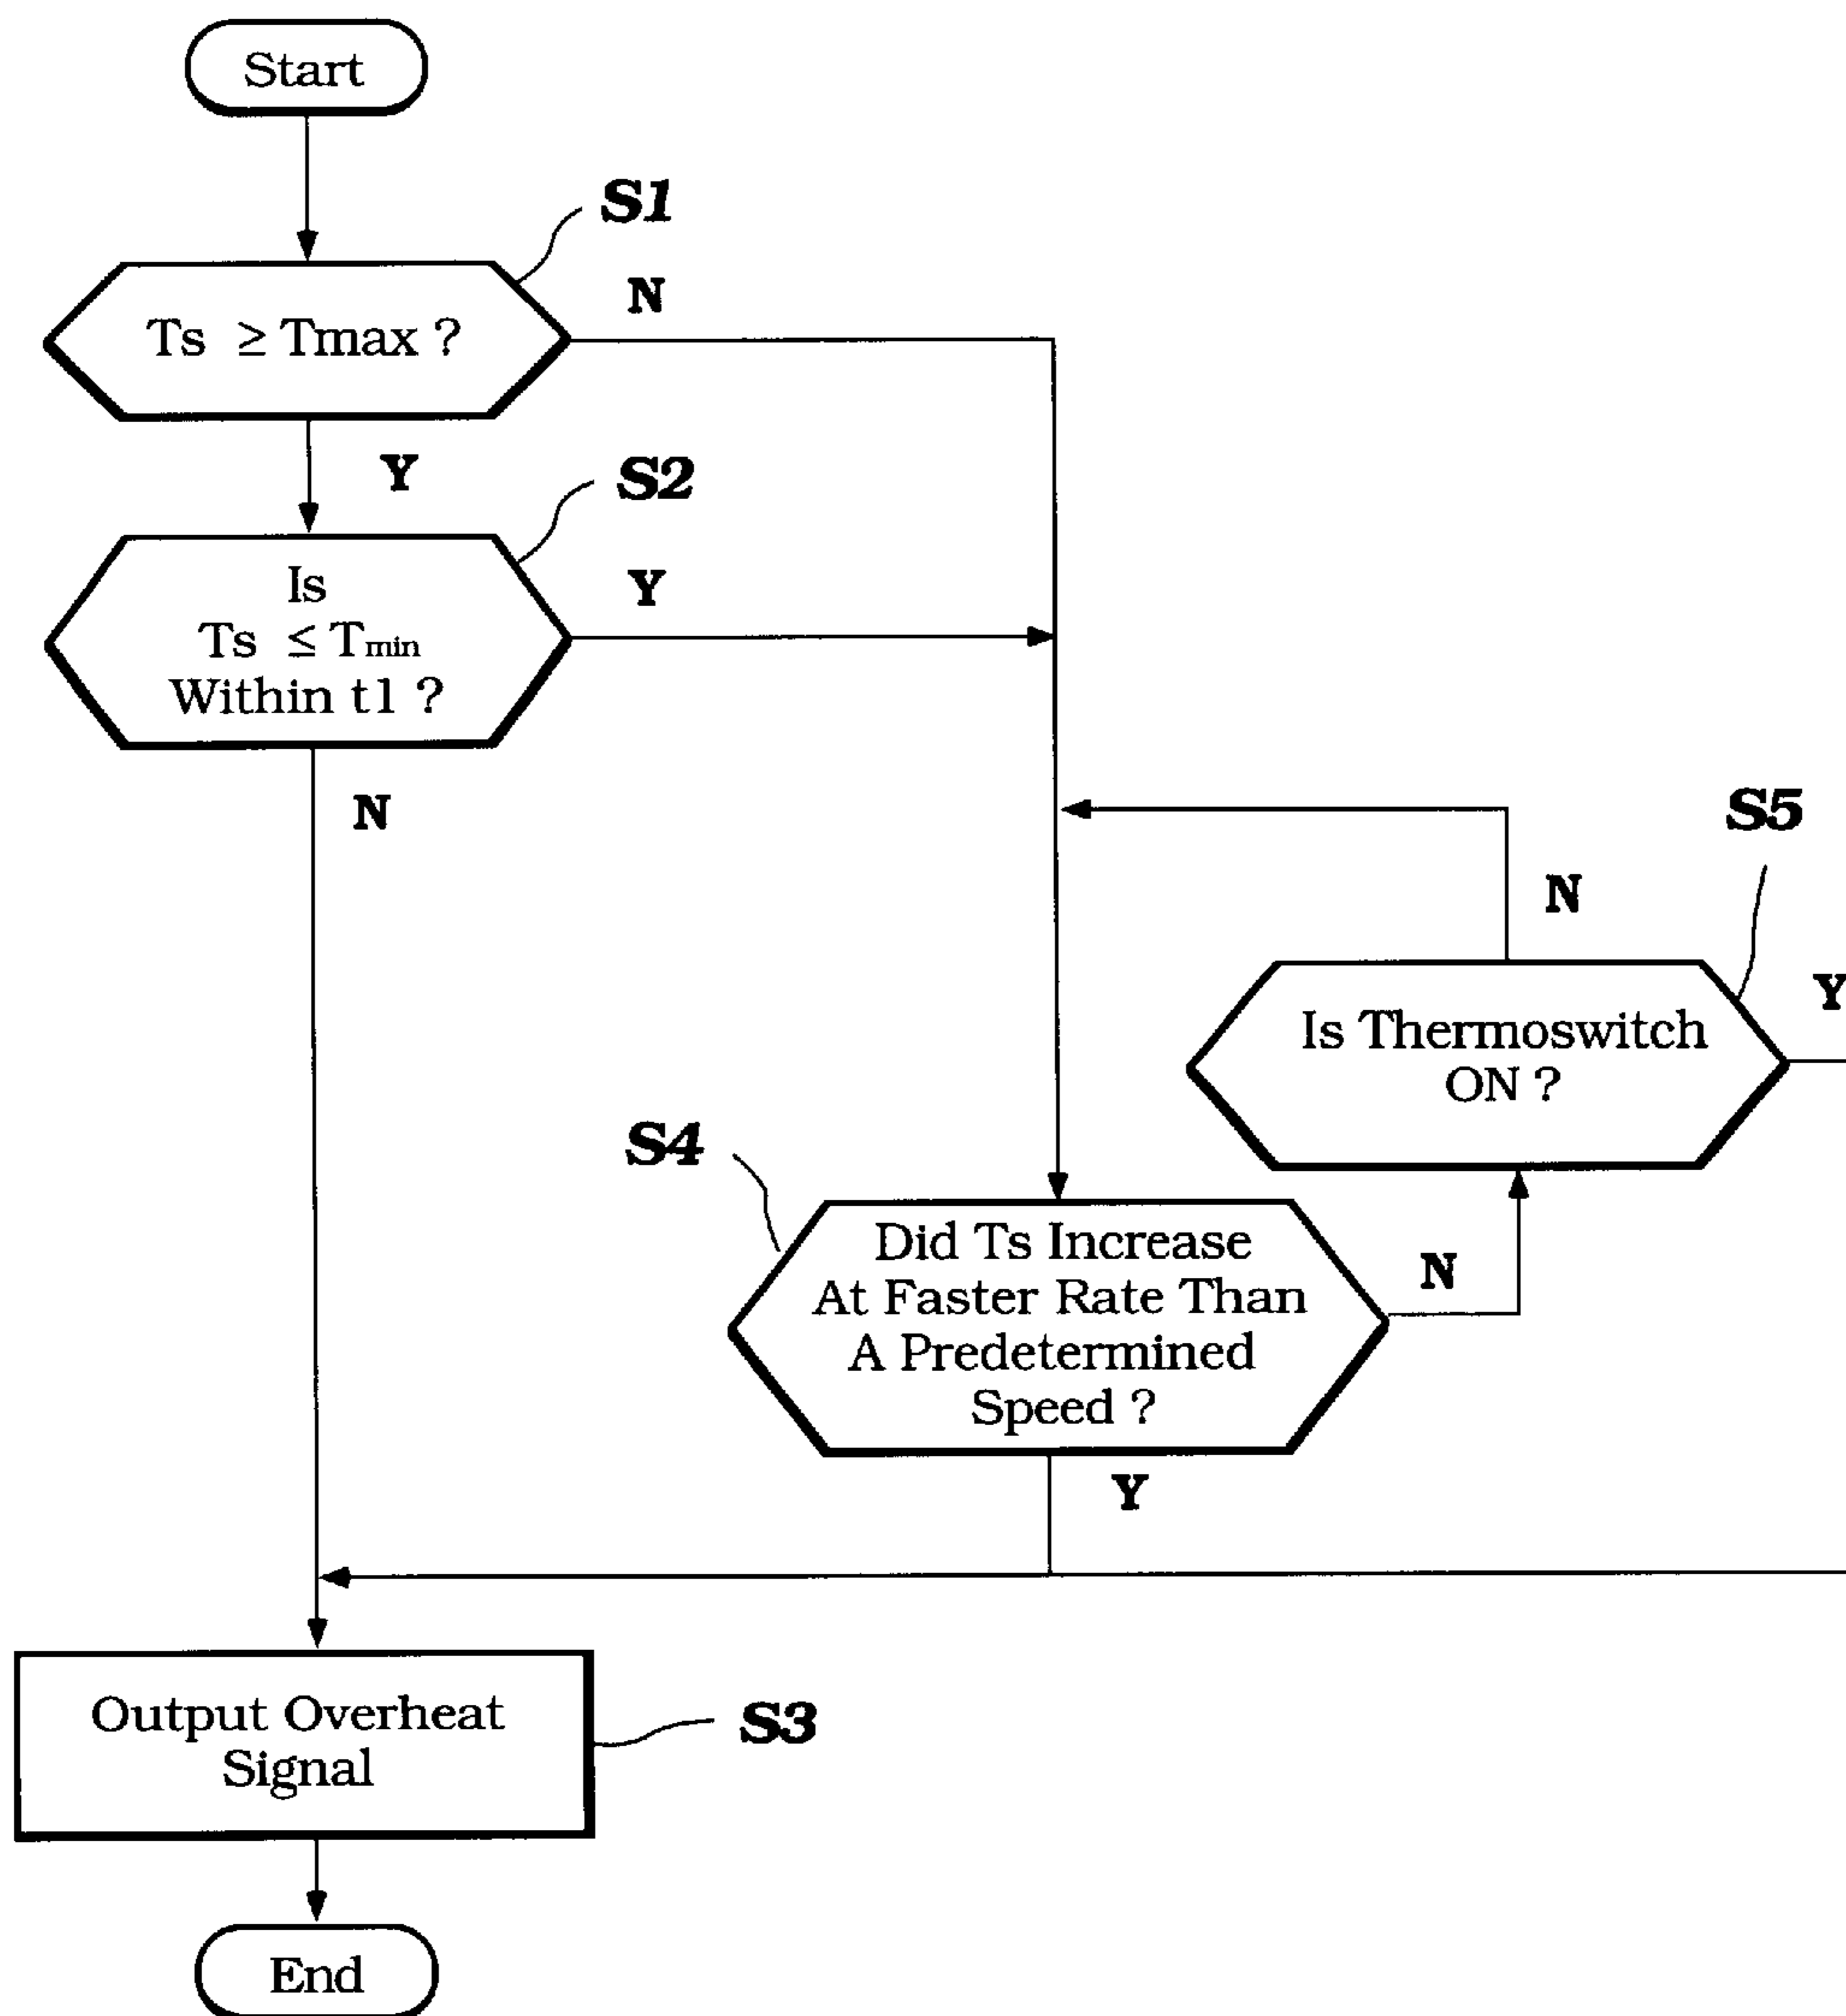 Start
S1
Ts ≥ Tmax ?
N
Y
S2
Is
Ts ≤ Tmin
Within t1 ?
Y
N
S5
N
Is Thermoswitch
ON ?
Y
S4
Did Ts Increase
At Faster Rate Than
A Predetermined
Speed ?
N
Y
Output Overheat
Signal
S3
End